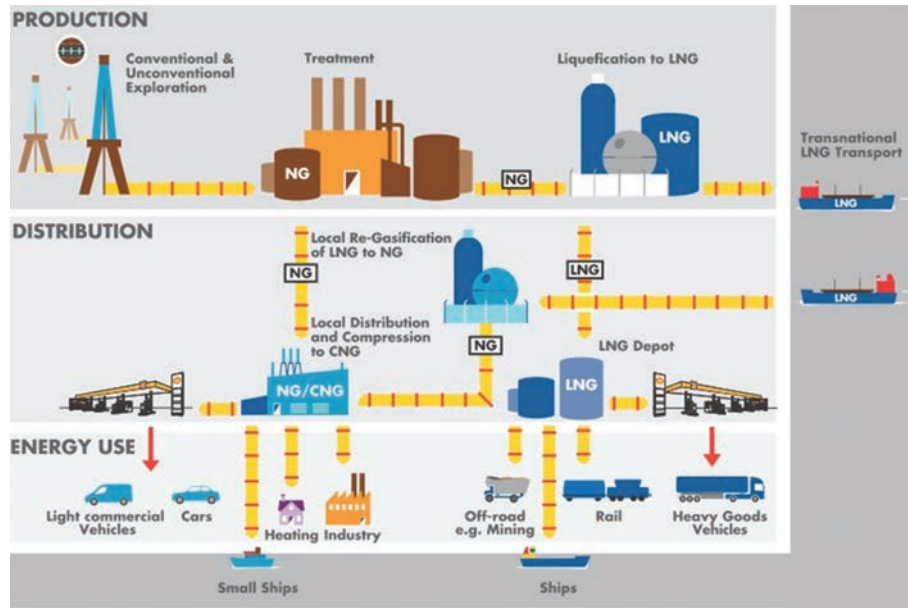 PRODUCTION
Conventional &
Unconventional
Exploration
Treatment
Liquefication to LNG
NG
NG
LNG
Transnational
LNG Transport
LNG
LNG
DISTRIBUTION
Local Re-Gasification
of LNG to NG
NG
LNG
Local Distribution
and Compression
to CNG
NG
LNG Depot
NG/CNG
LNG
ENERGY USE
Light commercial
Vehicles
Cars
Heating
Industry
Off-road
e.g. Mining
Rail
Heavy Goods
Vehicles
Small Ships
Ships